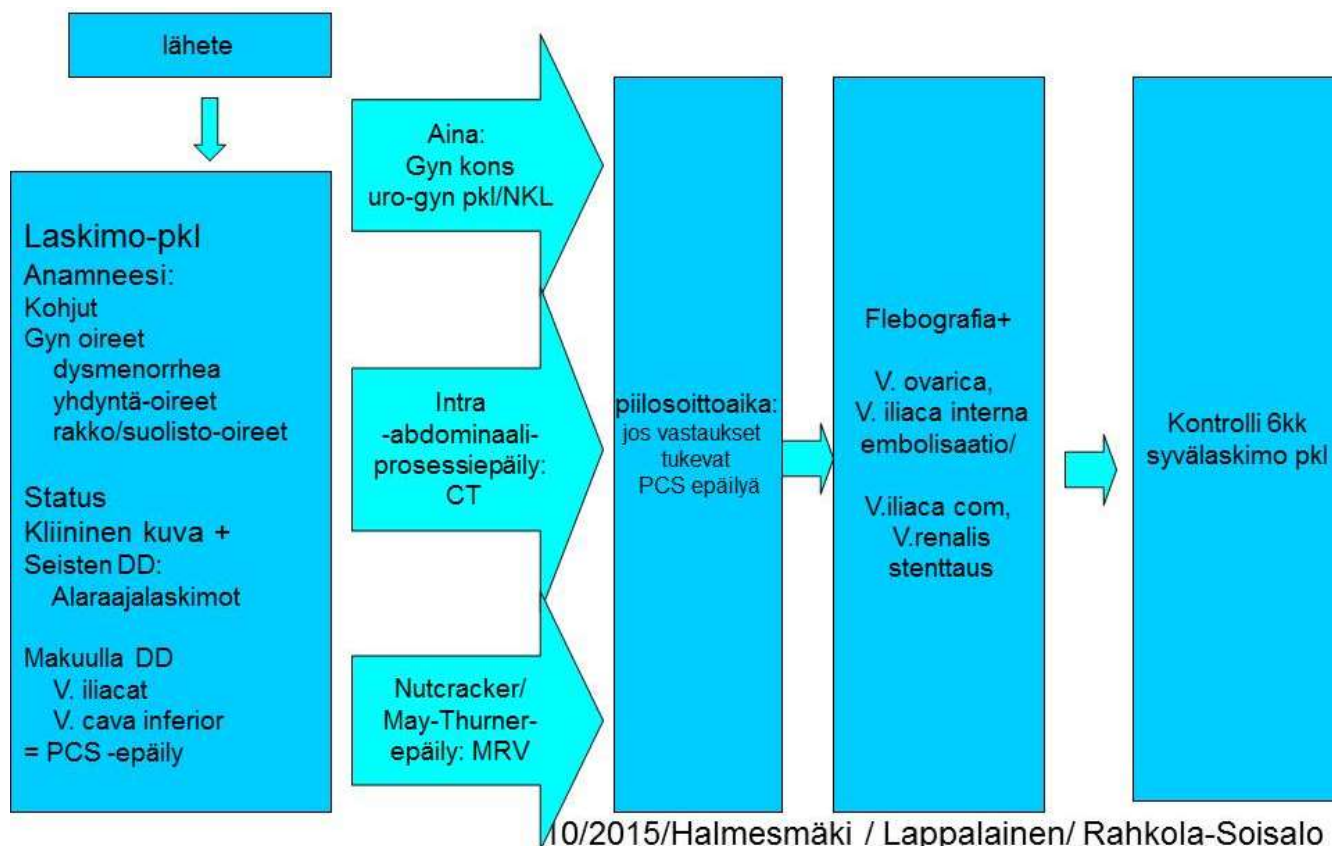 lähete
Laskimo-pkl
Anamneesi:
Kohjut
Gyn oireet
dysmenorrhea
yhdyntä-oireet
rakko/suolisto-oireet
Status
Kliininen kuva +
Seisten DD:
Alaraajalaskimot
Makuulla DD
V. iliacat
V. cava inferior
= PCS -epäily
Aina:
Gyn kons
uro-gyn pkl/NKL
Intra
-abdominaali-
prosessiepäily:
CT
Nutcracker/
May-Thurner-
epäily: MRV
piilosoittoaika:
jos vastaukset
tukevat
PCS epäilyä
Flebografia+
V. ovarica,
V. iliaca interna
embolisaatio/
V.iliaca com,
V.renalis
stenttaus
Kontrolli 6kk
syvälaskimo pkl
10/2015/Halmesmäki / Lappalainen/ Rahkola-Soisalo